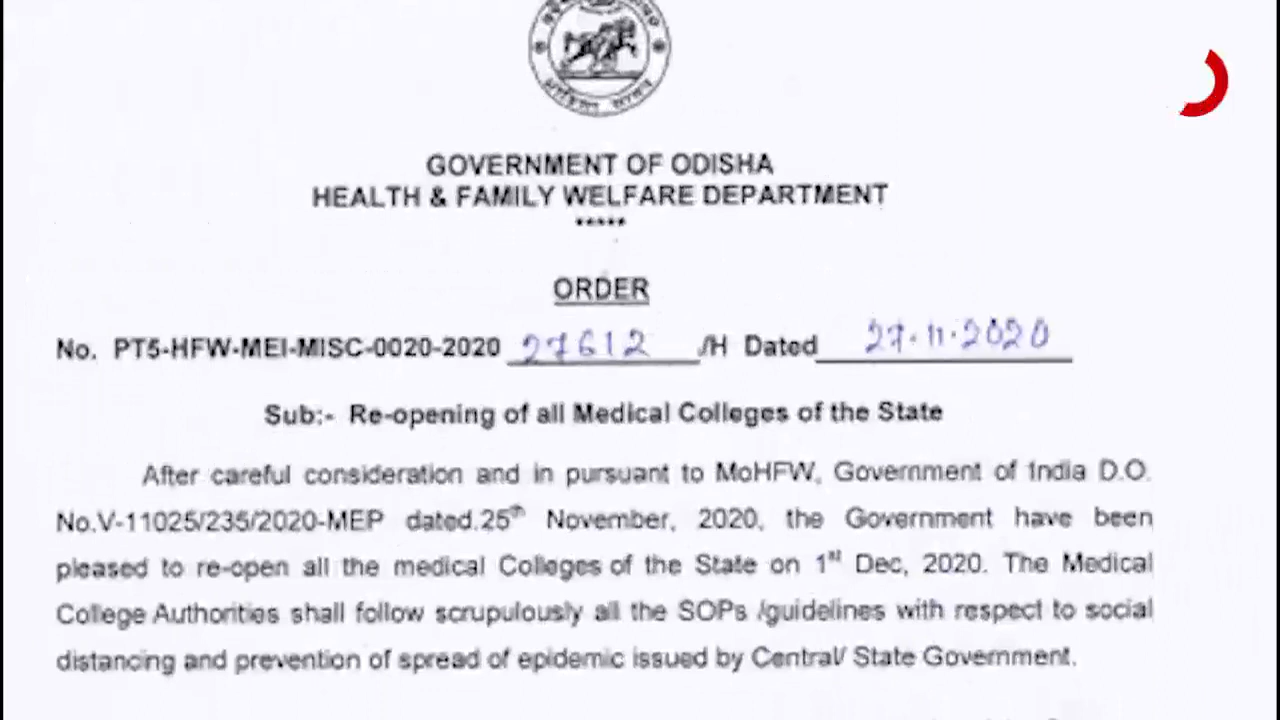 GOVERNMENT OF ODISHA
HEALTH & FAMILY WELFARE DEPARTMENT
*****
ORDER
No. PT5-HFW-MEI-MISC-0020-2020 27612 /H Dated 27.11.2020
Sub:- Re-opening of all Medical Colleges of the State
After careful consideration and in pursuant to MoHFW, Government of India D.O.
No.V-11025/235/2020-MEP dated.25th November, 2020, the Government have been
pleased to re-open all the medical Colleges of the State on 1st Dec, 2020. The Medical
College Authorities shall follow scrupulously all the SOPs /guidelines with respect to social
distancing and prevention of spread of epidemic issued by Central/ State Government.